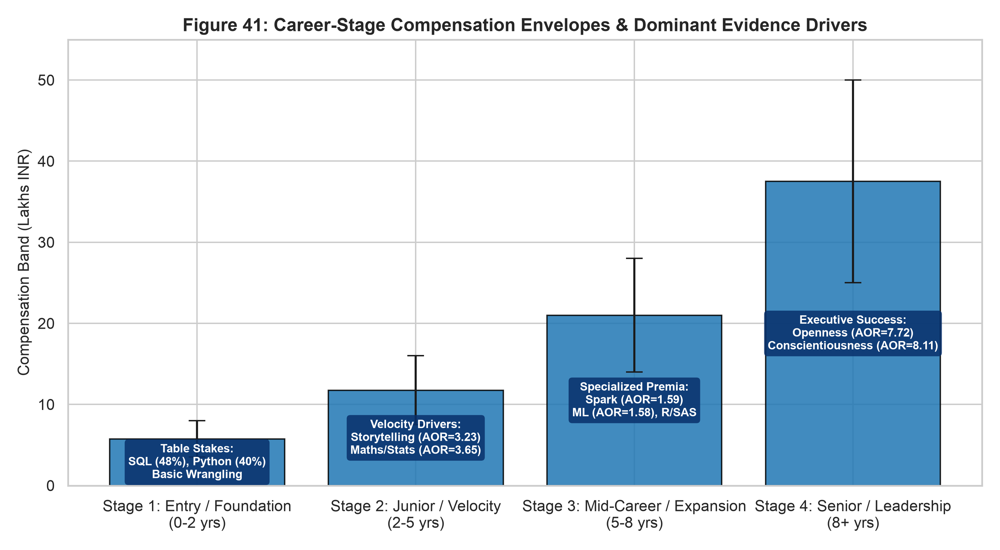 Figure 41: Career-Stage Compensation Envelopes & Dominant Evidence Drivers
Compensation Band (Lakhs INR)
50
40
30
20
10
0
Table Stakes:
SQL (48%), Python (40%)
Basic Wrangling
Velocity Drivers:
Storytelling (AOR=3.23)
Maths/Stats (AOR=3.65)
Specialized Premia:
Spark (AOR=1.59)
ML (AOR=1.58), R/SAS
Executive Success:
Openness (AOR=7.72)
Conscientiousness (AOR=8.11)
Stage 1: Entry / Foundation
(0-2 yrs)
Stage 2: Junior / Velocity
(2-5 yrs)
Stage 3: Mid-Career / Expansion
(5-8 yrs)
Stage 4: Senior / Leadership
(8+ yrs)